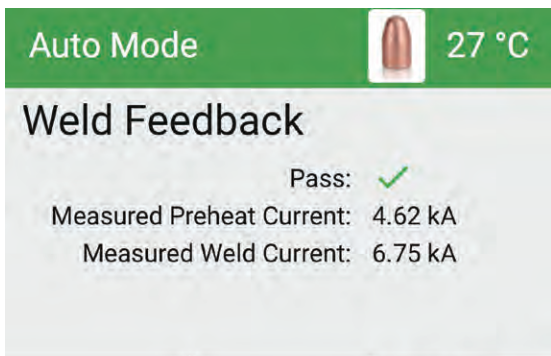 Auto Mode 27 °C
Weld Feedback
Pass:
Measured Preheat Current: 4.62 kA
Measured Weld Current: 6.75 kA